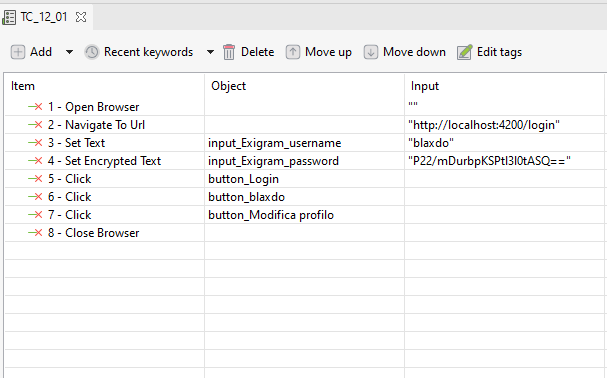 TC_12_01
Add Recent keywords Delete Move up Move down Edit tags
Item Object Input
1 - Open Browser ""
2 - Navigate To Url "http://localhost:4200/login"
3 - Set Text input_Exigram_username "blaxdo"
4 - Set Encrypted Text input_Exigram_password "P22/mDurbpKSPtI3I0tASQ=="
5 - Click button_Login
6 - Click button_blaxdo
7 - Click button_Modifica profilo
8 - Close Browser